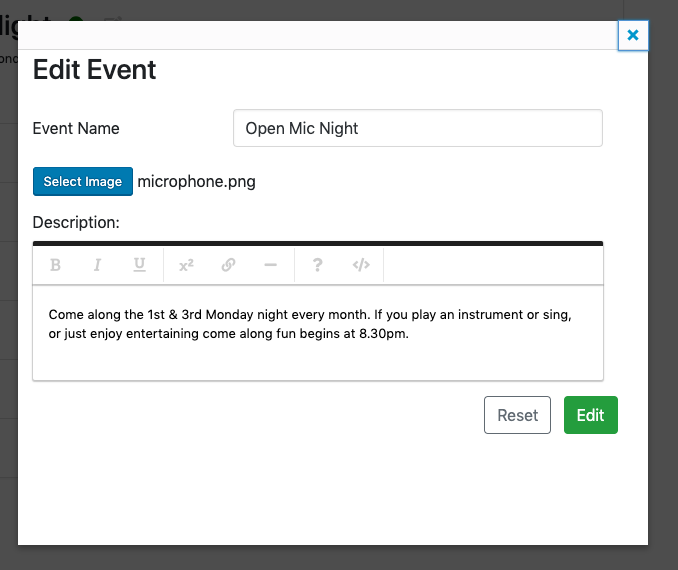 Edit Event
Event Name
Open Mic Night
Select Image microphone.png
Description:
B I U x² ? </>
Come along the 1st & 3rd Monday night every month. If you play an instrument or sing,
or just enjoy entertaining come along fun begins at 8.30pm.
Reset Edit